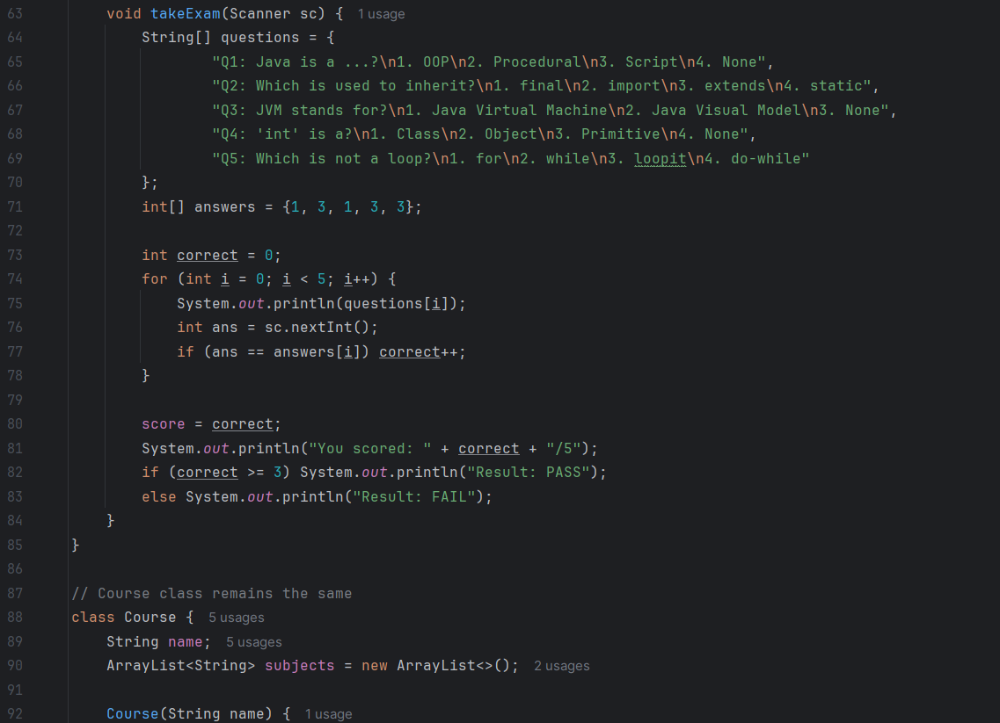 63 void takeExam(Scanner sc) { 1 usage
64 String[] questions = {
65 "Q1: Java is a ...?\n1. OOP\n2. Procedural\n3. Script\n4. None",
66 "Q2: Which is used to inherit?\n1. final\n2. import\n3. extends\n4. static",
67 "Q3: JVM stands for?\n1. Java Virtual Machine\n2. Java Visual Model\n3. None",
68 "Q4: 'int' is a?\n1. Class\n2. Object\n3. Primitive\n4. None",
69 "Q5: Which is not a loop?\n1. for\n2. while\n3. loopit\n4. do-while"
70 };
71 int[] answers = {1, 3, 1, 3, 3};
72
73 int correct = 0;
74 for (int i = 0; i < 5; i++) {
75 System.out.println(questions[i]);
76 int ans = sc.nextInt();
77 if (ans == answers[i]) correct++;
78 }
79
80 score = correct;
81 System.out.println("You scored: " + correct + "/5");
82 if (correct >= 3) System.out.println("Result: PASS");
83 else System.out.println("Result: FAIL");
84 }
85 }
86
87 // Course class remains the same
88 class Course { 5 usages
89 String name; 5 usages
90 ArrayList<String> subjects = new ArrayList<>(); 2 usages
91
92 Course(String name) { 1 usage